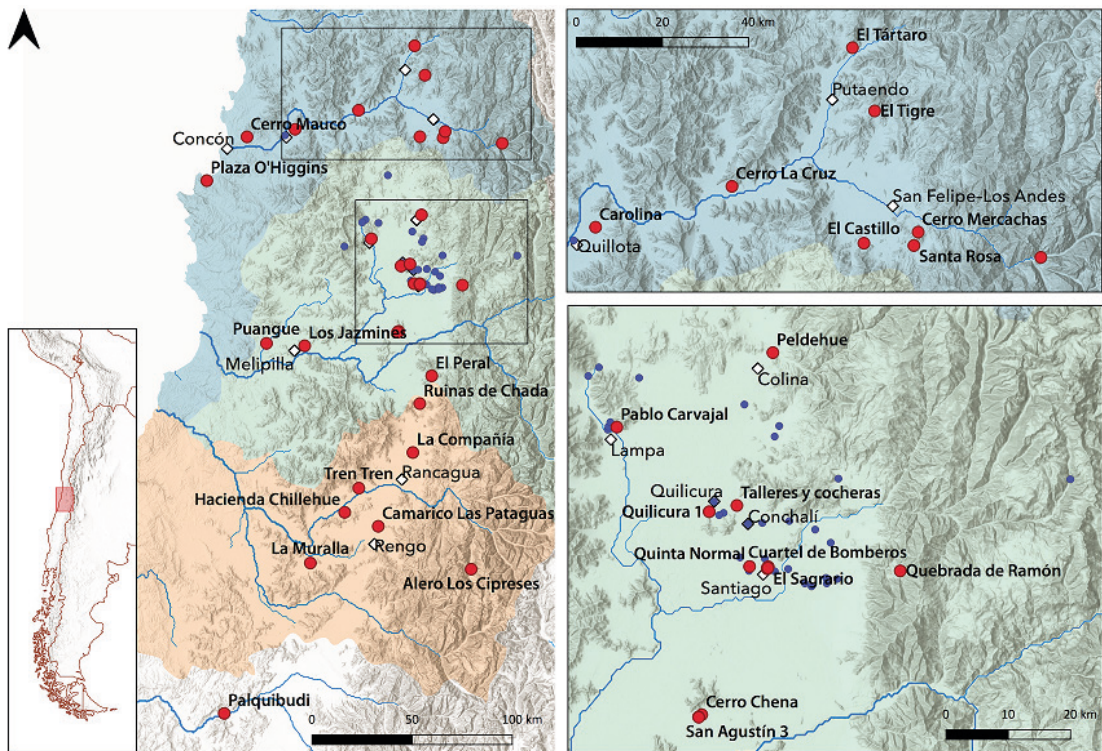 Concón
Cerro Mauco
Plaza O'Higgins
Puangue
Los Jazmines
Melipilla
El Peral
Ruinas de Chada
La Compañía
Tren Tren
Rancagua
Hacienda Chillehue
Camarico Las Pataguas
La Muralla
Rengo
Alero Los Cipreses
Palquibudi
0 50 100 km
0 20 40 km
El Tártaro
Putaendo
El Tigre
Cerro La Cruz
San Felipe-Los Andes
Carolina
El Castillo
Cerro Mercachas
Quillota
Santa Rosa
Peldehue
Colina
Pablo Carvajal
Lampa
Quilicura
Talleres y cocheras
Quilicura 1
Conchalí
Quinta Normal
Cuartel de Bomberos
El Sagrario
Santiago
Quebrada de Ramón
Cerro Chena
San Agustín 3
0 10 20 km